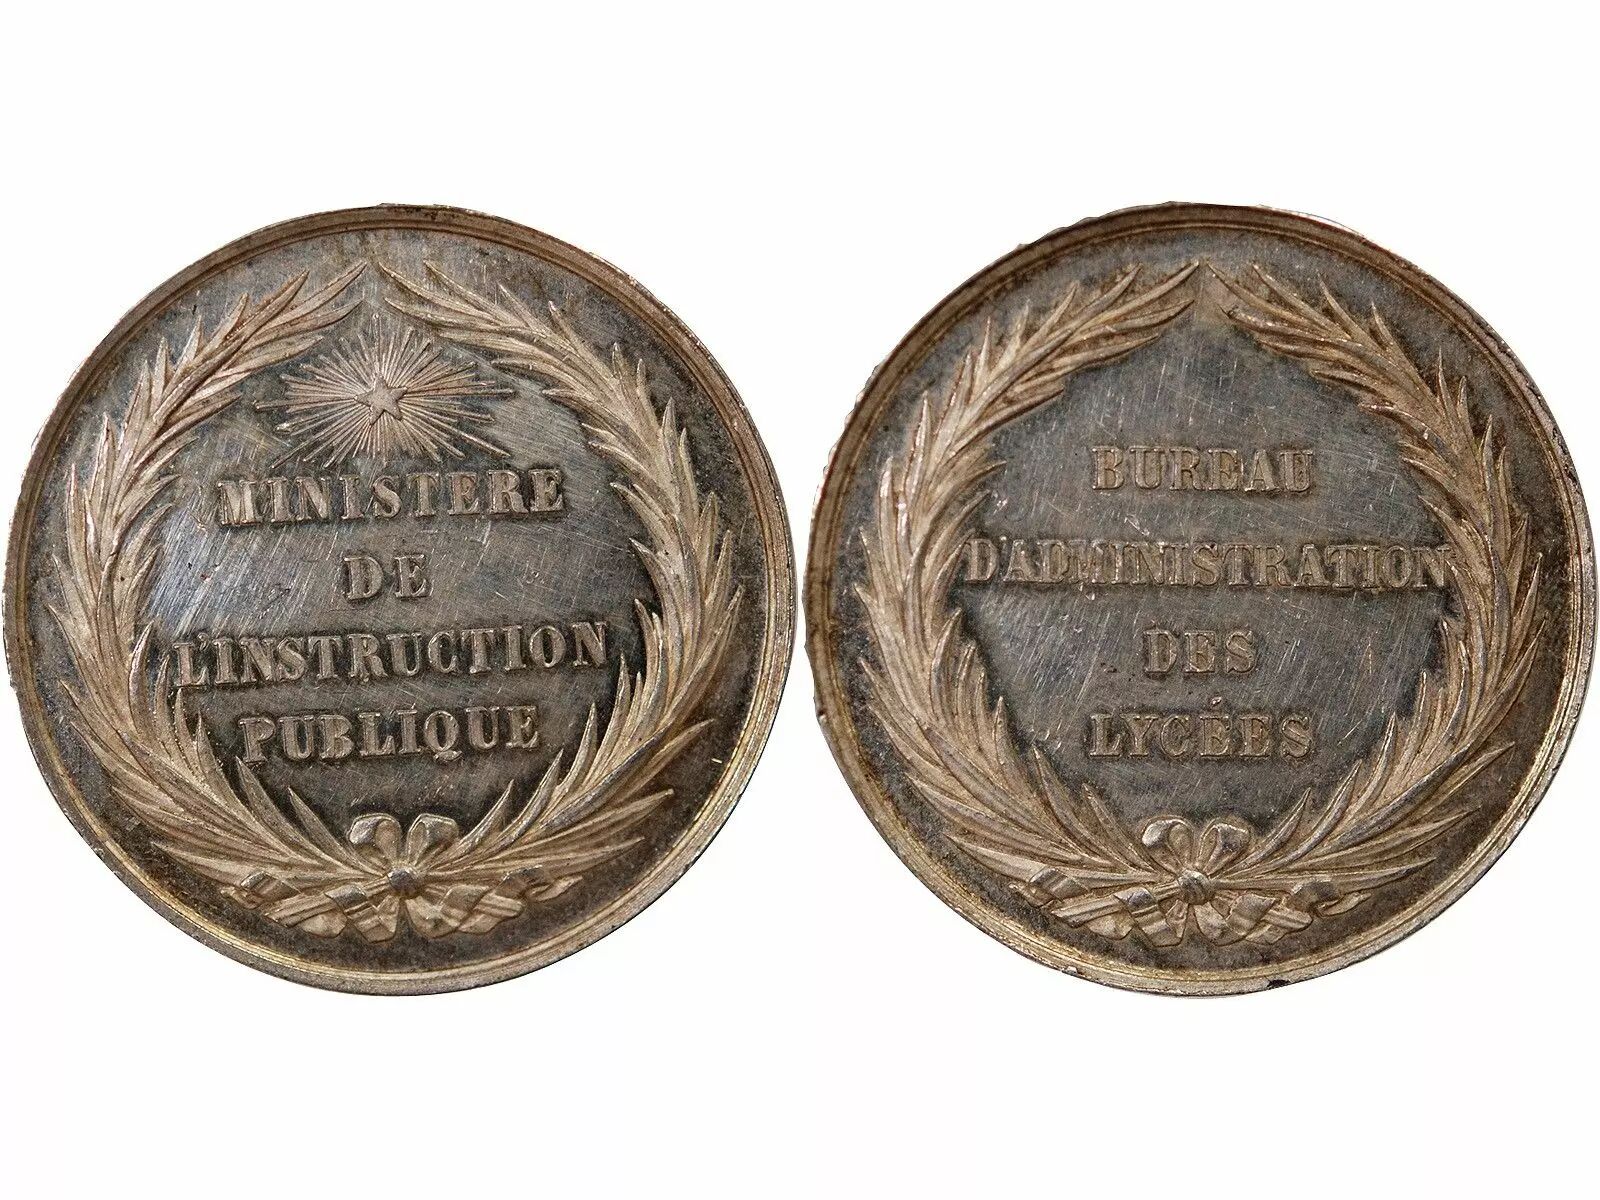 MINISTERE
DE
L'INSTRUCTION
PUBLIQUE
BUREAU
D'ADMINISTRATION
DES
LYCÉES